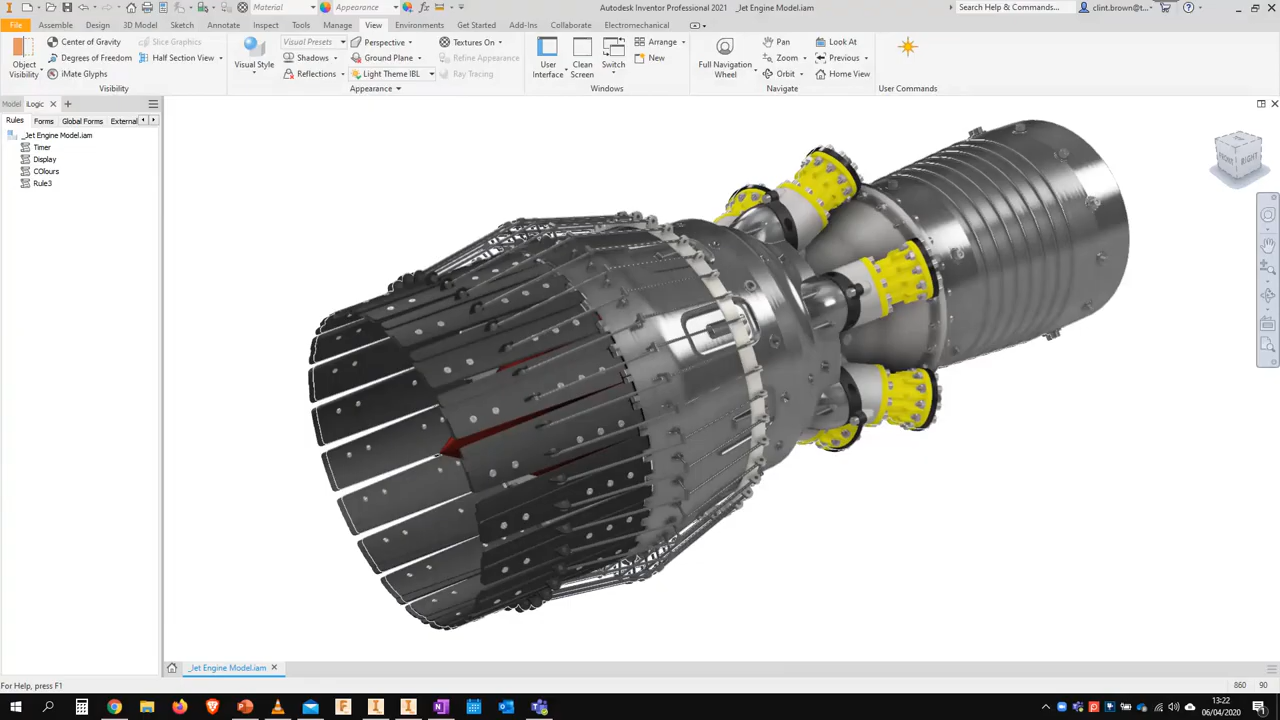 Material
Appearance
Autodesk Inventor Professional 2021 _Jet Engine Model.iam
Search Help & Commands...
clint.brown@...
File Assemble Design 3D Model Sketch Annotate Inspect Tools Manage View Environments Get Started Add-Ins Collaborate Electromechanical
Object Visibility
Center of Gravity
Degrees of Freedom
iMate Glyphs
Slice Graphics
Half Section View
Visibility
Visual Style
Visual Presets
Shadows
Reflections
Perspective
Ground Plane
Light Theme IBL
Textures On
Refine Appearance
Ray Tracing
Appearance
User Interface
Clean Screen
Switch
Arrange
New
Windows
Full Navigation Wheel
Pan
Zoom
Orbit
Look At
Previous
Home View
Navigate
User Commands
Model Logic
Rules Forms Global Forms External
_Jet Engine Model.iam
Timer
Display
COlours
Rule3
FRONT RIGHT
_Jet Engine Model.iam
For Help, press F1
860 90
13:22
06/04/2020